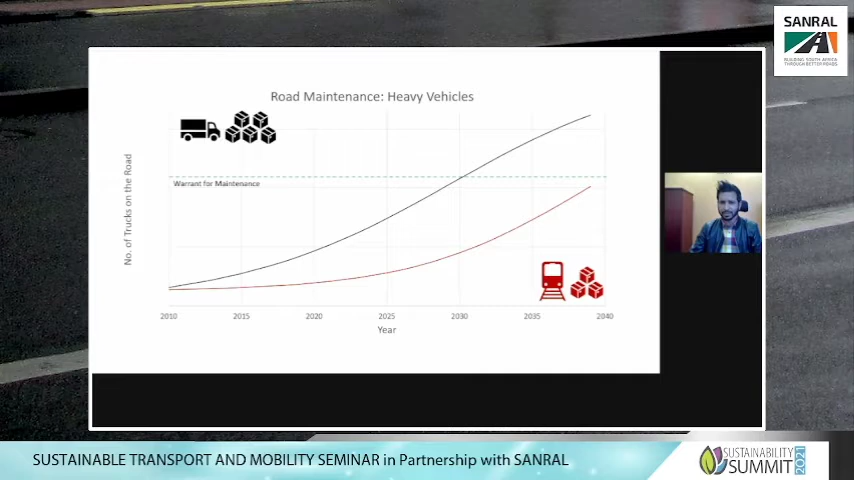 SANRAL
BUILDING SOUTH AFRICA
THROUGH BETTER ROADS
Road Maintenance: Heavy Vehicles
Warrant for Maintenance
No. of Trucks on the Road
2010 2015 2020 2025 2030 2035 2040
Year
SUSTAINABLE TRANSPORT AND MOBILITY SEMINAR in Partnership with SANRAL
SUSTAINABILITY
SUMMIT 2021